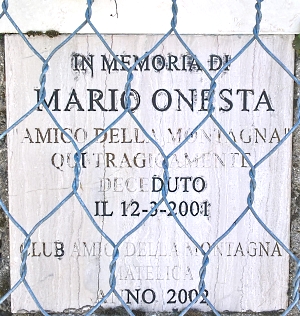 IN MEMORIA DI
MARIO ONESTA
"AMICO DELLA MONTAGNA"
QUI TRAGICAMENTE
DECEDUTO
IL 12-3-2001
CLUB AMICI DELLA MONTAGNA
MATELICA
ANNO 2002